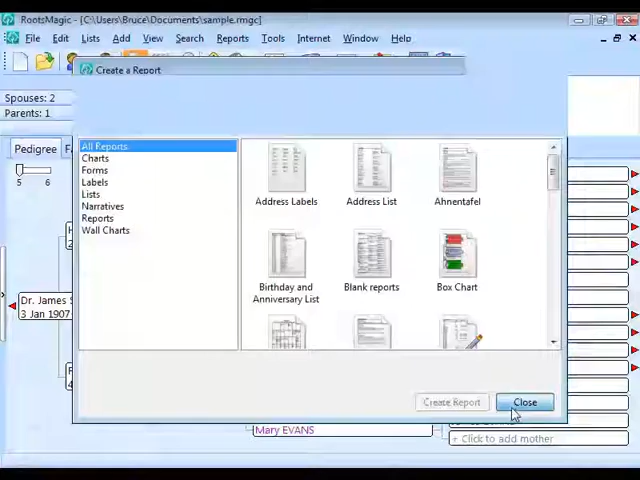 RootsMagic - [C:\Users\Bruce\Documents\sample.rmgc]
File Edit Lists Add View Search Reports Tools Internet Window Help
Create a Report
Spouses: 2
Parents: 1
Pedigree
5 6
All Reports
Charts
Forms
Labels
Lists
Narratives
Reports
Wall Charts
Address Labels
Address List
Ahnentafel
Birthday and
Anniversary List
Blank reports
Box Chart
Dr. James
3 Jan 1907
Create Report
Close
Mary EVANS
+ Click to add mother